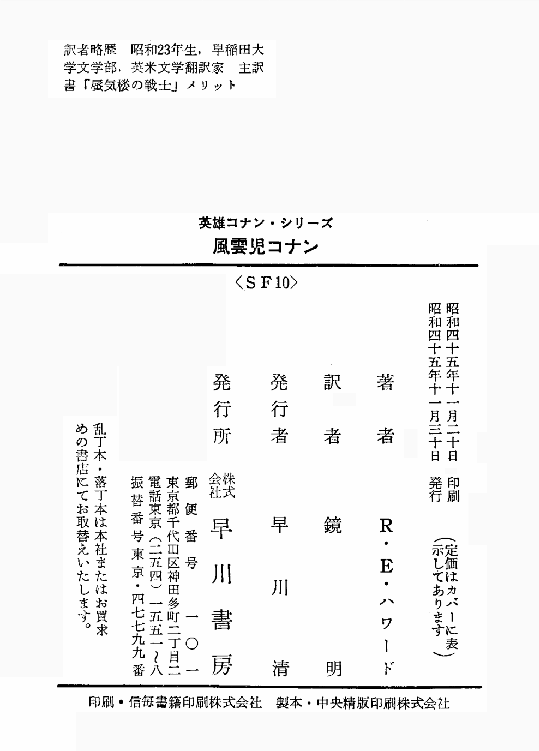 訳者略歴　昭和23年生，早稲田大
学文学部，英米文学翻訳家　主訳
書『蜃気楼の戦士』メリット
英雄コナン・シリーズ
風雲児コナン
〈ＳＦ10〉
昭和四十五年十一月二十日　印刷
昭和四十五年十一月三十日　発行
（定価はカバーに表
示してあります）
著者　Ｒ・Ｅ・ハワード
訳者　鏡　明
発行者　早川　清
発行所　株式会社　早川書房
郵便番号　一〇一
東京都千代田区神田多町二丁目二
電話東京（二五四）一五五一〜八
振替番号東京・四七七九九番
乱丁本・落丁本は本社またはお買求
めの書店にてお取替えいたします。
印刷・信毎書籍印刷株式会社　製本・中央精版印刷株式会社